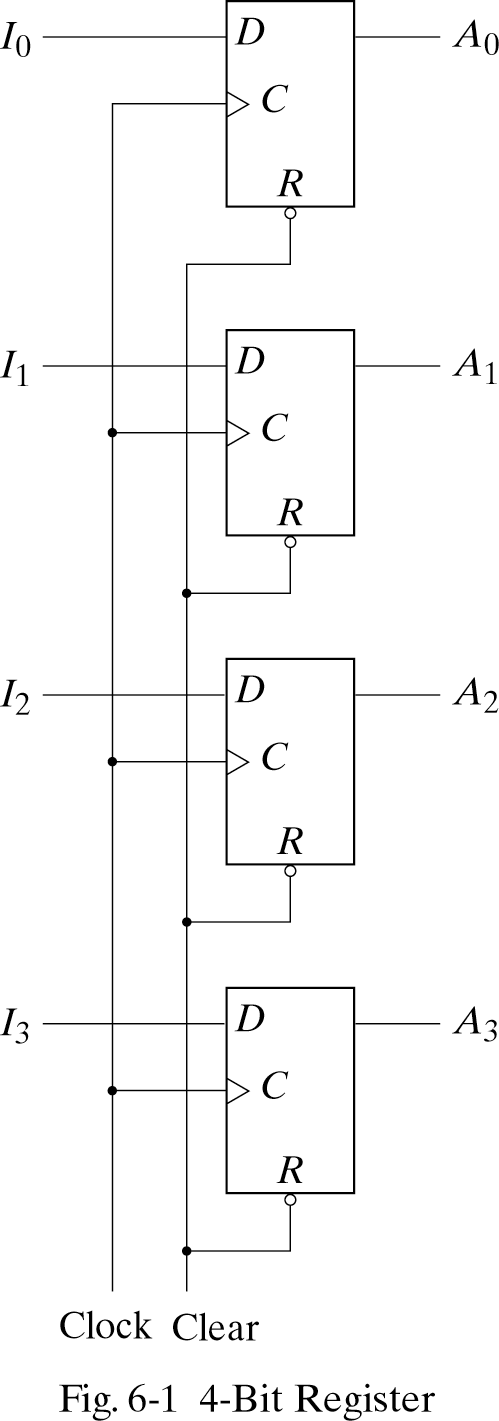 I0 D A0
C
R
I1 D A1
C
R
I2 D A2
C
R
I3 D A3
C
R
Clock Clear
Fig. 6-1 4-Bit Register